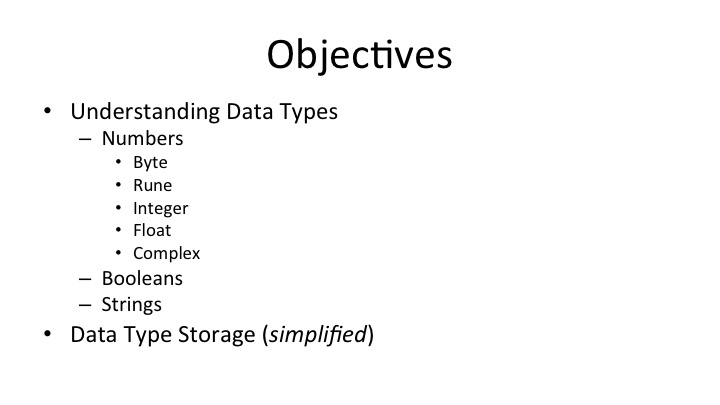 Objectives
• Understanding Data Types
– Numbers
• Byte
• Rune
• Integer
• Float
• Complex
– Booleans
– Strings
• Data Type Storage (simplified)